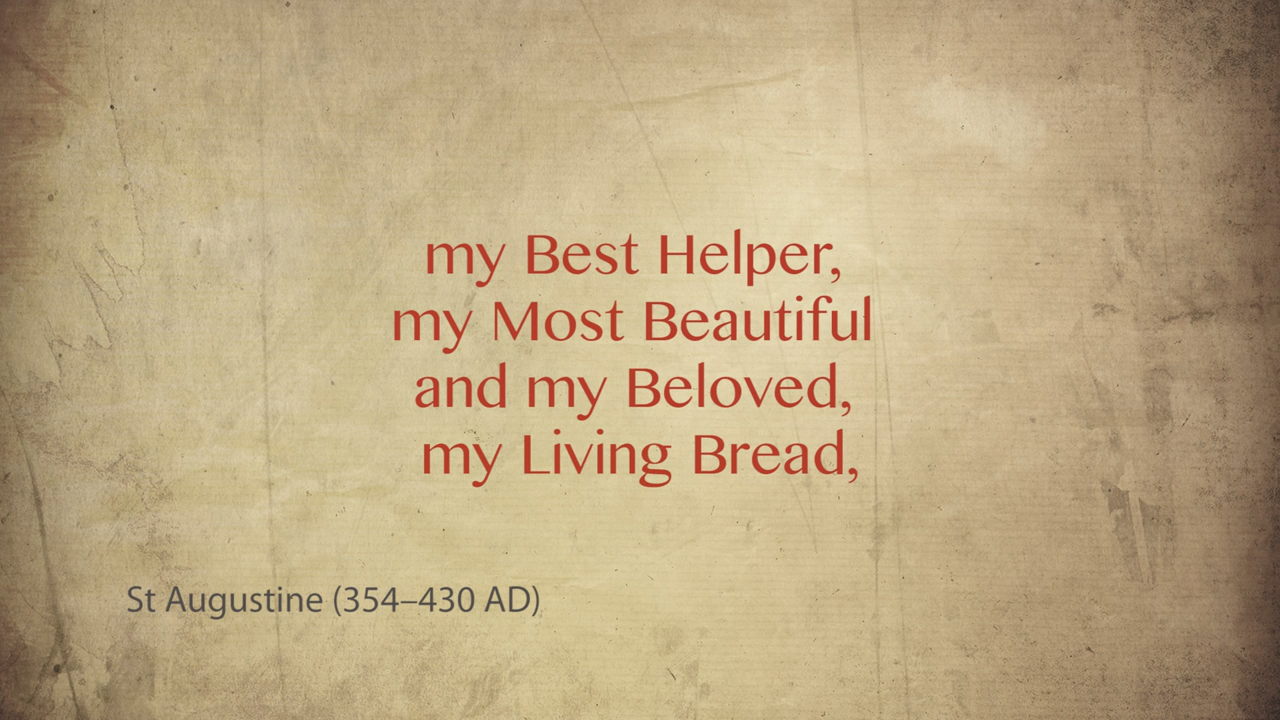 my Best Helper,
my Most Beautiful
and my Beloved,
my Living Bread,
St Augustine (354–430 AD)